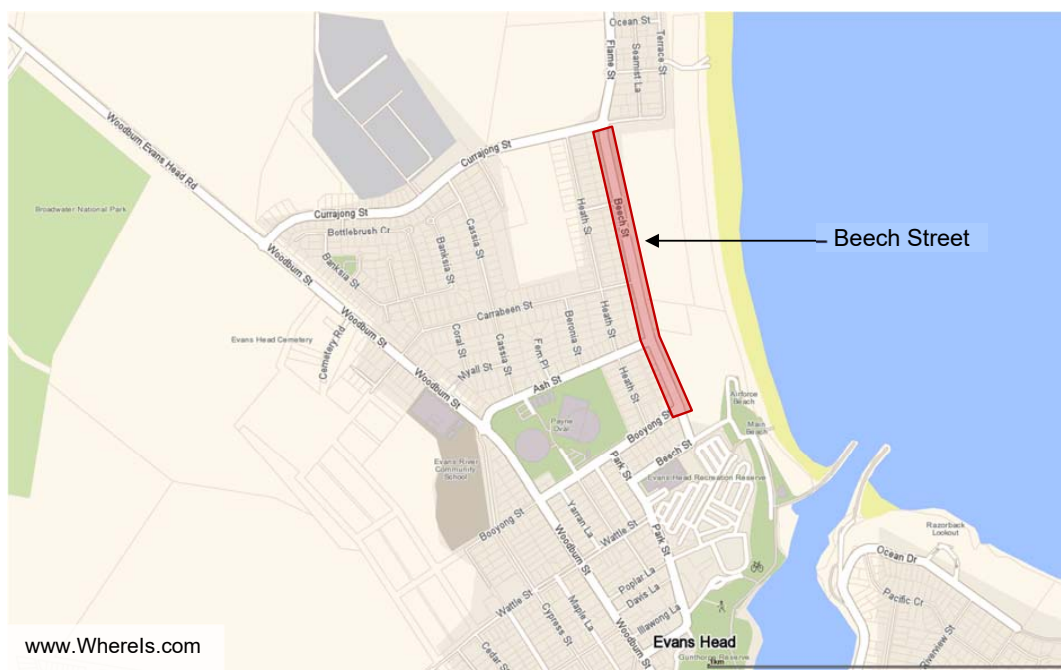 Ocean St
Flame St
Seamist La
Terrace St
Woodburn Evans Head Rd
Currajong St
Currajong St
Broadwater National Park
Bottlebrush Cr
Banksia St
Banksia St
Cassia St
Heath St
Beech St
Beech Street
Woodburn St
Carrabeen St
Heath St
Evans Head Cemetery
Cemetery Rd
Woodburn St
Coral St
Cassia St
Fern Pl
Beronia St
Nyall St
Ash St
Heath St
Woodburn St
Payne
Oval
Booyong St
Airforce
Beach
Main
Beach
Evans River
Community
School
Park St
Beech St
Evans Head Recreation Reserve
Booyong St
Yarran La
Wattle St
Park St
Woodburn St
Razorback
Lookout
Ocean Dr
Pacific Cr
Riverview St
Poplar La
Davis La
Illawong La
Wattle St
Cypress St
Maple La
Woodburn St
Cedar St
Evans Head
Gunthorpe Reserve
1km
www.WhereIs.com